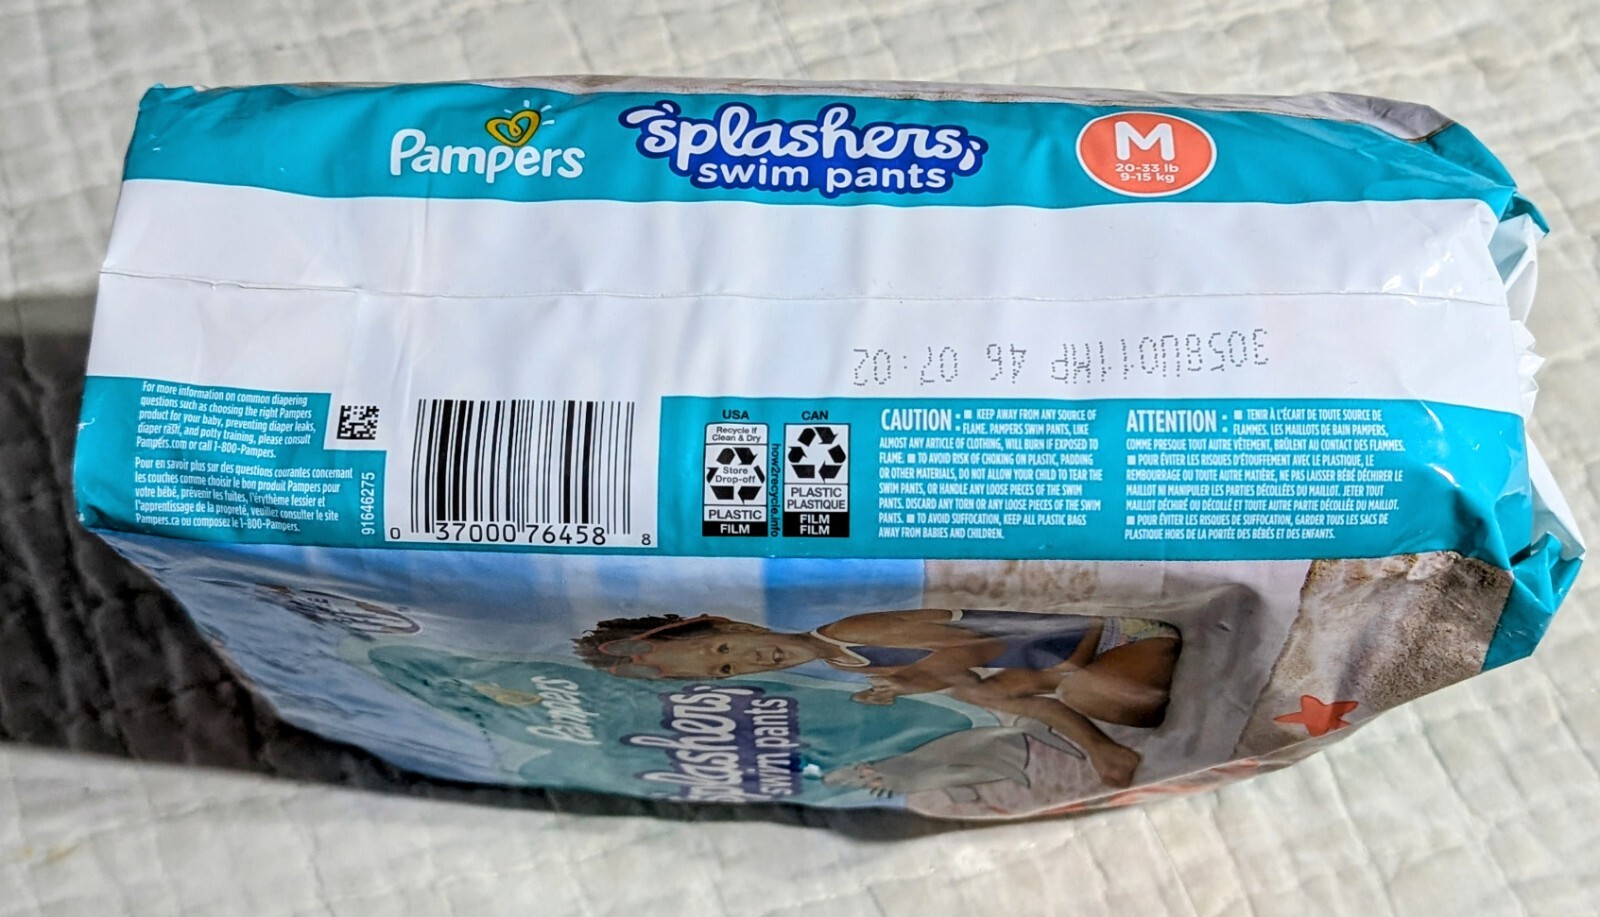 Pampers
splashers
swim pants
M
20-33 lb
9-15 kg
3058U011MP 46 07:02
For more information on common diapering
questions such as choosing the right Pampers
product for your baby, preventing diaper leaks,
diaper rash, and potty training, please consult
Pampers.com or call 1-800-Pampers.
Pour en savoir plus sur des questions courantes concernant
les couches comme choisir le bon produit Pampers pour
votre bébé, prévenir les fuites, l'érythème fessier et
l'apprentissage de la propreté, veuillez consulter le site
Pampers.ca ou composez le 1-800-Pampers.
91646275
0 37000 76458 8
USA
Recycle If
Clean & Dry
Store
Drop-off
PLASTIC
FILM
how2recycle.info
CAN
PLASTIC
PLASTIQUE
FILM
FILM
CAUTION : ■ KEEP AWAY FROM ANY SOURCE OF
FLAME. PAMPERS SWIM PANTS, LIKE
ALMOST ANY ARTICLE OF CLOTHING, WILL BURN IF EXPOSED TO
FLAME. ■ TO AVOID RISK OF CHOKING ON PLASTIC, PADDING
OR OTHER MATERIALS, DO NOT ALLOW YOUR CHILD TO TEAR THE
SWIM PANTS, OR HANDLE ANY LOOSE PIECES OF THE SWIM
PANTS. DISCARD ANY TORN OR ANY LOOSE PIECES OF THE SWIM
PANTS. ■ TO AVOID SUFFOCATION, KEEP ALL PLASTIC BAGS
AWAY FROM BABIES AND CHILDREN.
ATTENTION : ■ TENIR À L'ÉCART DE TOUTE SOURCE DE
FLAMMES. LES MAILLOTS DE BAIN PAMPERS,
COMME PRESQUE TOUT AUTRE VÊTEMENT, BRÛLENT AU CONTACT DES FLAMMES.
■ POUR ÉVITER LES RISQUES D'ÉTOUFFEMENT AVEC LE PLASTIQUE, LE
REMBOURRAGE OU TOUTE AUTRE MATIÈRE, NE PAS LAISSER BÉBÉ DÉCHIRER LE
MAILLOT NI MANIPULER LES PARTIES DÉCOLLÉES DU MAILLOT. JETER TOUT
MAILLOT DÉCHIRÉ OU DÉCOLLÉ ET TOUTE AUTRE PARTIE DÉCOLLÉE DU MAILLOT.
■ POUR ÉVITER LES RISQUES DE SUFFOCATION, GARDER TOUS LES SACS DE
PLASTIQUE HORS DE LA PORTÉE DES BÉBÉS ET DES ENFANTS.
Pampers
splashers
swim pants